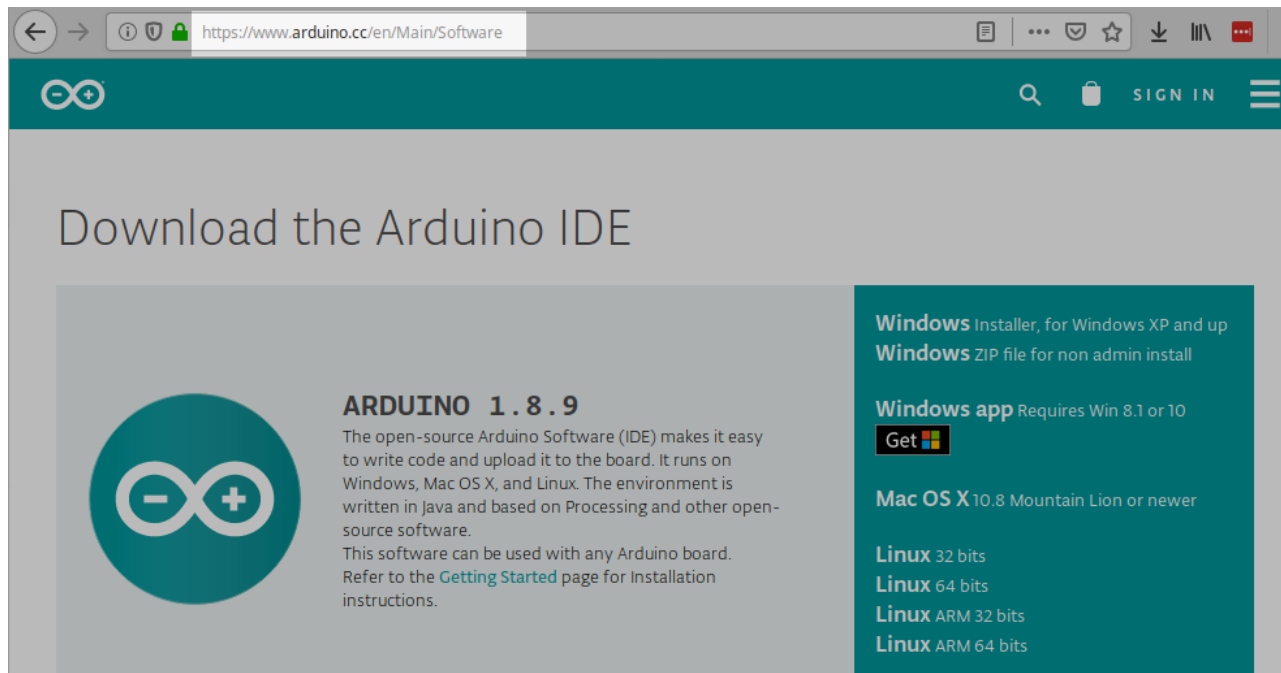 https://www.arduino.cc/en/Main/Software
SIGN IN
Download the Arduino IDE
ARDUINO 1.8.9
The open-source Arduino Software (IDE) makes it easy
to write code and upload it to the board. It runs on
Windows, Mac OS X, and Linux. The environment is
written in Java and based on Processing and other open-
source software.
This software can be used with any Arduino board.
Refer to the Getting Started page for Installation
instructions.
Windows Installer, for Windows XP and up
Windows ZIP file for non admin install
Windows app Requires Win 8.1 or 10
Get
Mac OS X 10.8 Mountain Lion or newer
Linux 32 bits
Linux 64 bits
Linux ARM 32 bits
Linux ARM 64 bits